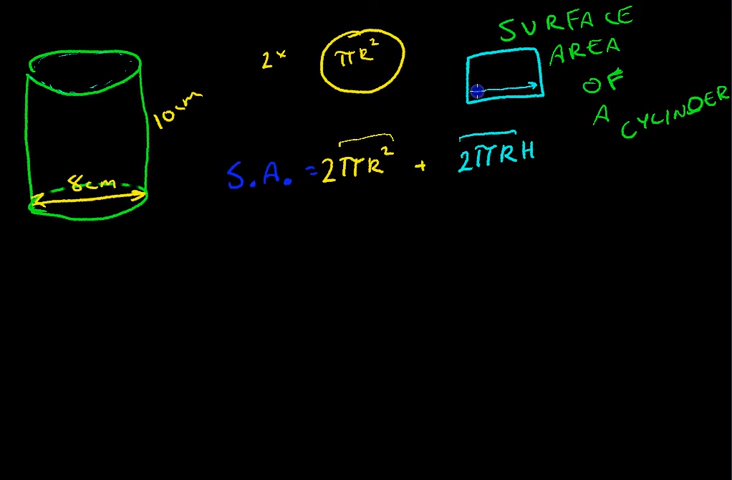 SURFACE
AREA
OF
A
CYLINDER
2 × πR²
10cm
8cm
S.A. = 2πR² + 2πRH